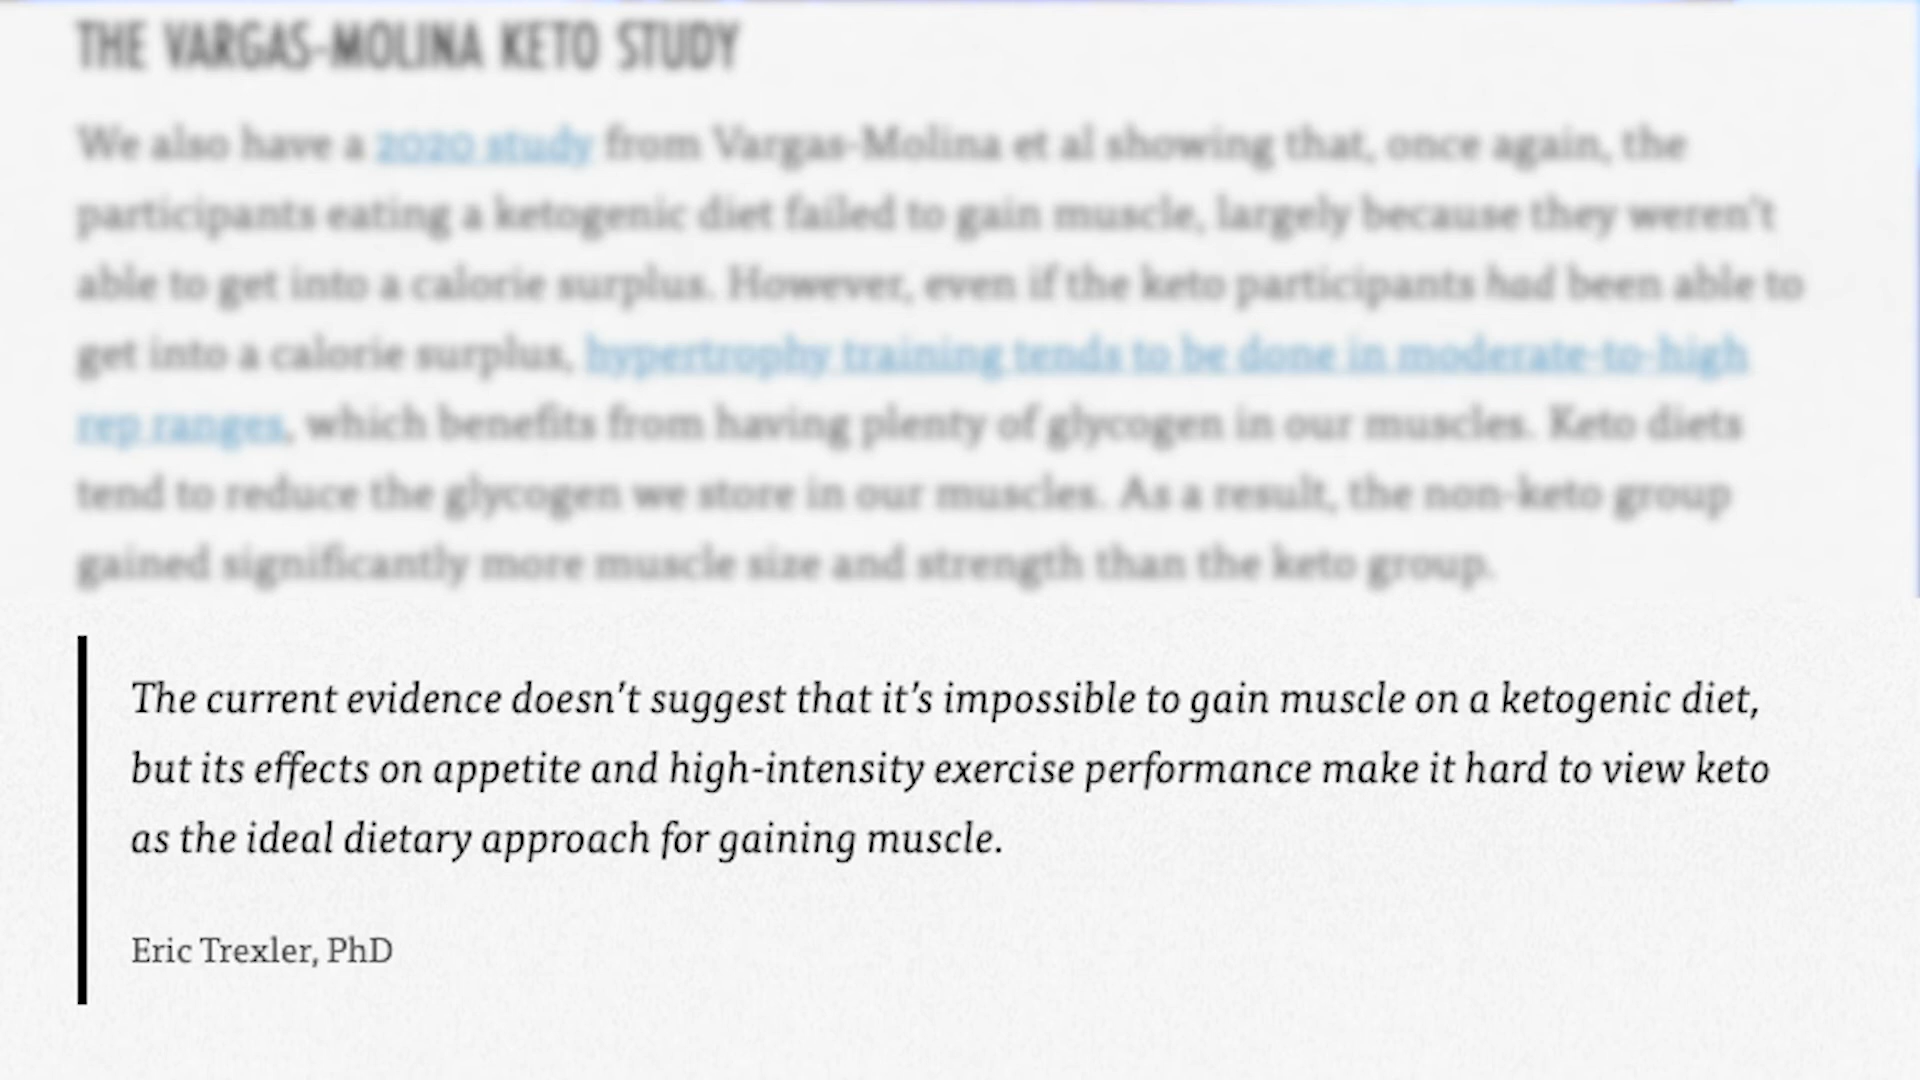 THE VARGAS-MOLINA KETO STUDY
We also have a 2020 study from Vargas-Molina et al showing that, once again, the
participants eating a ketogenic diet failed to gain muscle, largely because they weren't
able to get into a calorie surplus. However, even if the keto participants had been able to
get into a calorie surplus, hypertrophy training tends to be done in moderate-to-high
rep ranges, which benefits from having plenty of glycogen in our muscles. Keto diets
tend to reduce the glycogen we store in our muscles. As a result, the non-keto group
gained significantly more muscle size and strength than the keto group.
The current evidence doesn’t suggest that it’s impossible to gain muscle on a ketogenic diet,
but its effects on appetite and high-intensity exercise performance make it hard to view keto
as the ideal dietary approach for gaining muscle.
Eric Trexler, PhD